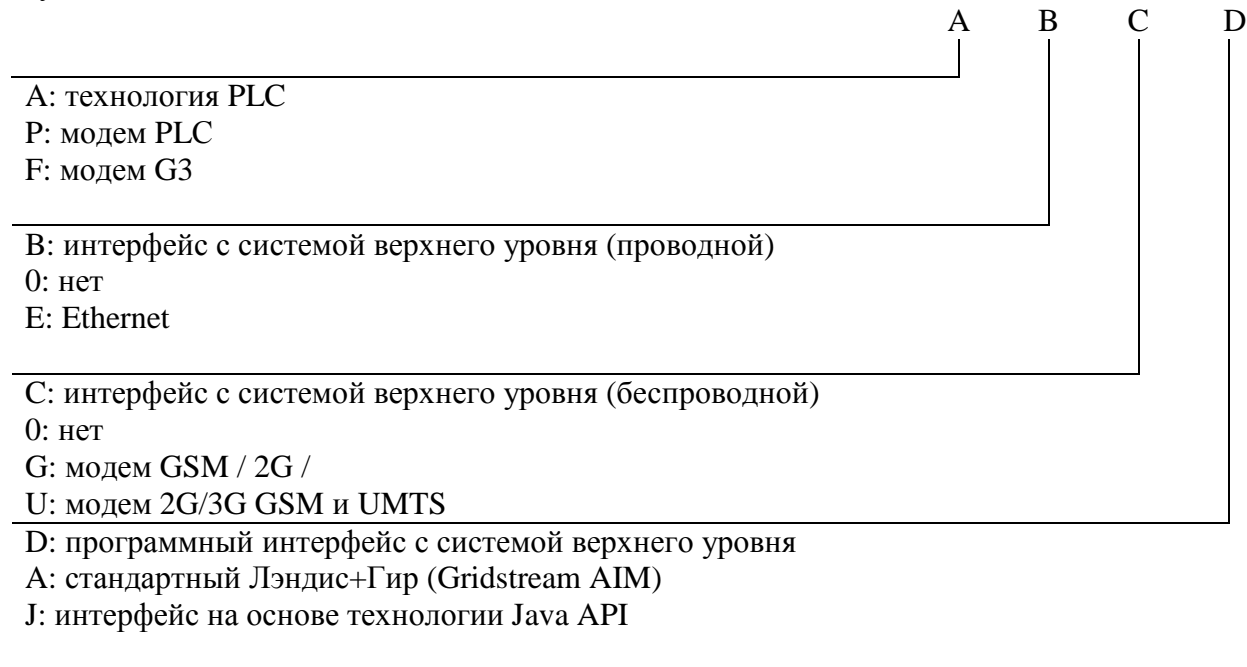 A B C D
А: технология PLC
P: модем PLC
F: модем G3
B: интерфейс с системой верхнего уровня (проводной)
0: нет
E: Ethernet
С: интерфейс с системой верхнего уровня (беспроводной)
0: нет
G: модем GSM / 2G /
U: модем 2G/3G GSM и UMTS
D: программный интерфейс с системой верхнего уровня
А: стандартный Лэндис+Гир (Gridstream AIM)
J: интерфейс на основе технологии Java API